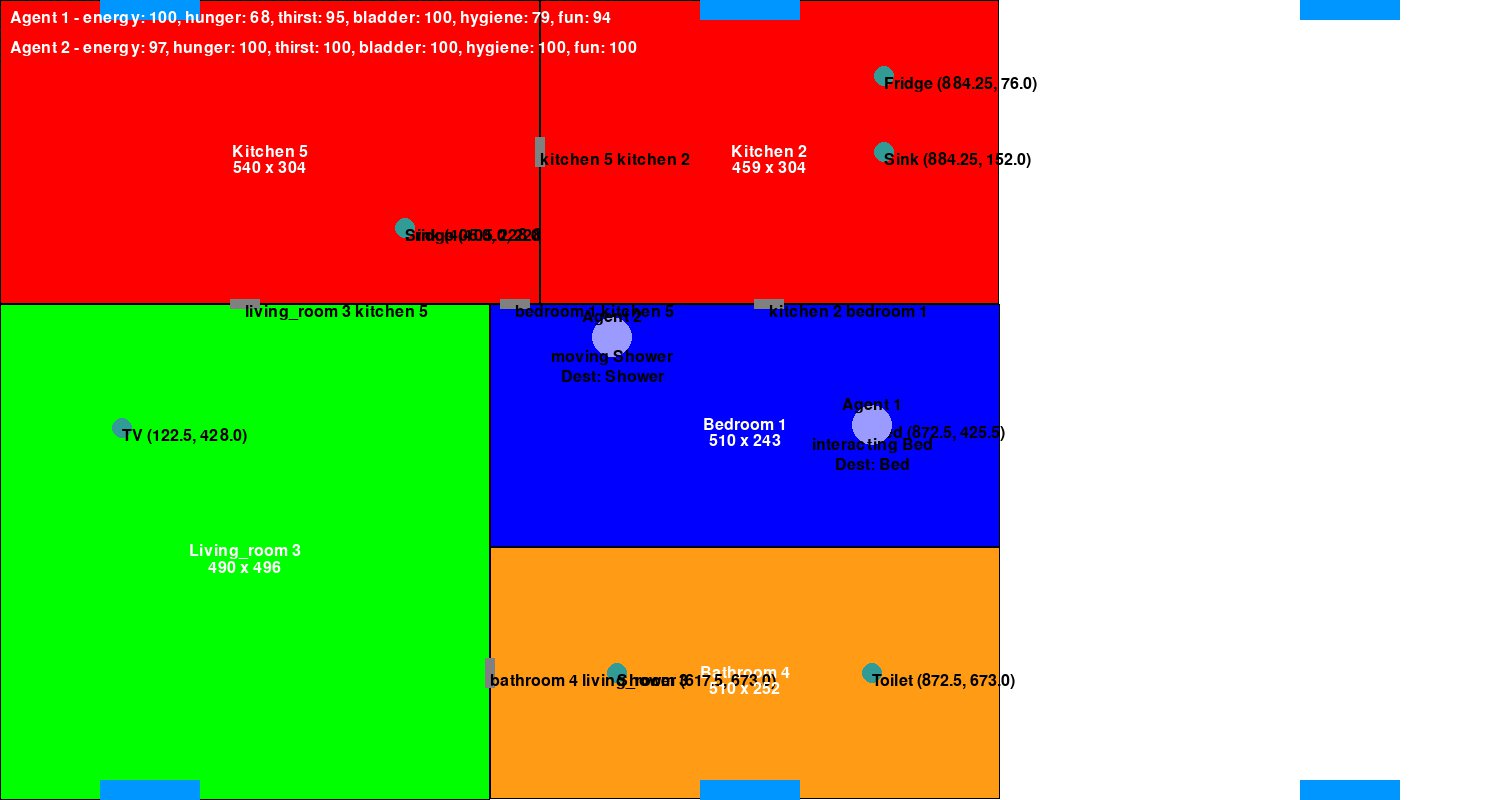 Agent 1 - energy: 100, hunger: 68, thirst: 95, bladder: 100, hygiene: 79, fun: 94
Agent 2 - energy: 97, hunger: 100, thirst: 100, bladder: 100, hygiene: 100, fun: 100
Fridge (884.25, 76.0)
Kitchen 5
540 x 304
kitchen 5 kitchen 2
Kitchen 2
459 x 304
Sink (884.25, 152.0)
living_room 3 kitchen 5
bedroom 1 kitchen 5
kitchen 2 bedroom 1
Agent 2
moving Shower
Dest: Shower
Agent 1
(872.5, 425.5)
interacting Bed
Dest: Bed
TV (122.5, 428.0)
Bedroom 1
510 x 243
Living_room 3
490 x 496
bathroom 4 living_room 3
Shower (617.5, 673.0)
Bathroom 4
510 x 252
Toilet (872.5, 673.0)